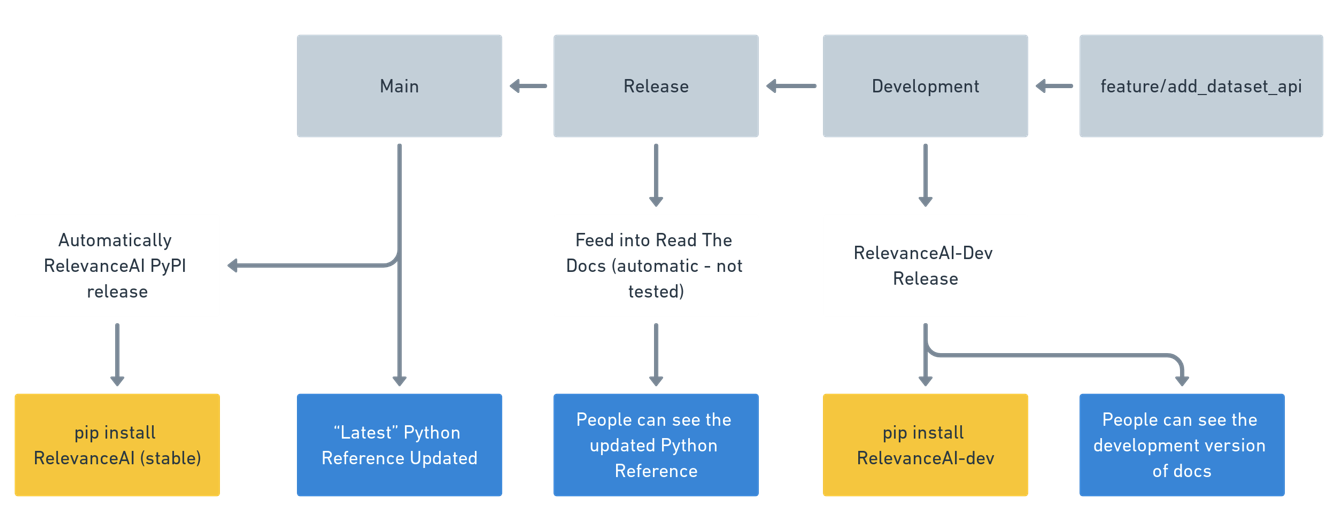 Main
Release
Development
feature/add_dataset_api
Automatically
RelevanceAI PyPI
release
Feed into Read The
Docs (automatic - not
tested)
RelevanceAI-Dev
Release
pip install
RelevanceAI (stable)
“Latest” Python
Reference Updated
People can see the
updated Python
Reference
pip install
RelevanceAI-dev
People can see the
development version
of docs